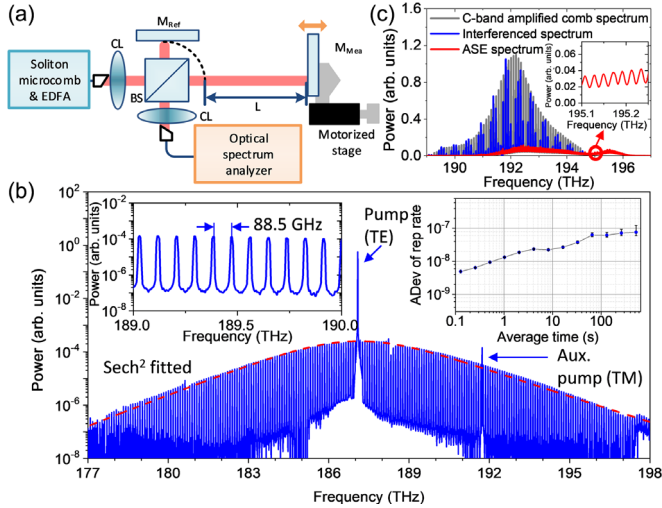 (a)
CL
M_Ref
M_Mea
Soliton
microcomb
& EDFA
BS
L
CL
Motorized
stage
Optical
spectrum
analyzer
(c)
C-band amplified comb spectrum
Interferenced spectrum
ASE spectrum
Power (arb. units)
1.6
1.2
0.8
0.4
0.0
190
192
194
196
Frequency (THz)
Power (arb. units)
0.06
0.04
0.02
0.00
195.1
195.2
Frequency (THz)
(b)
Power (arb. units)
10^2
10^0
10^-2
10^-4
10^-6
10^-8
177
180
183
186
189
192
195
198
Frequency (THz)
Power (arb. units)
10^-2
10^-4
10^-6
10^-8
88.5 GHz
189.0
189.5
190.0
Frequency (THz)
Pump
(TE)
Sech^2 fitted
Aux.
pump (TM)
ADev of rep rate
10^-7
10^-8
10^-9
0.1
1
10
100
Average time (s)